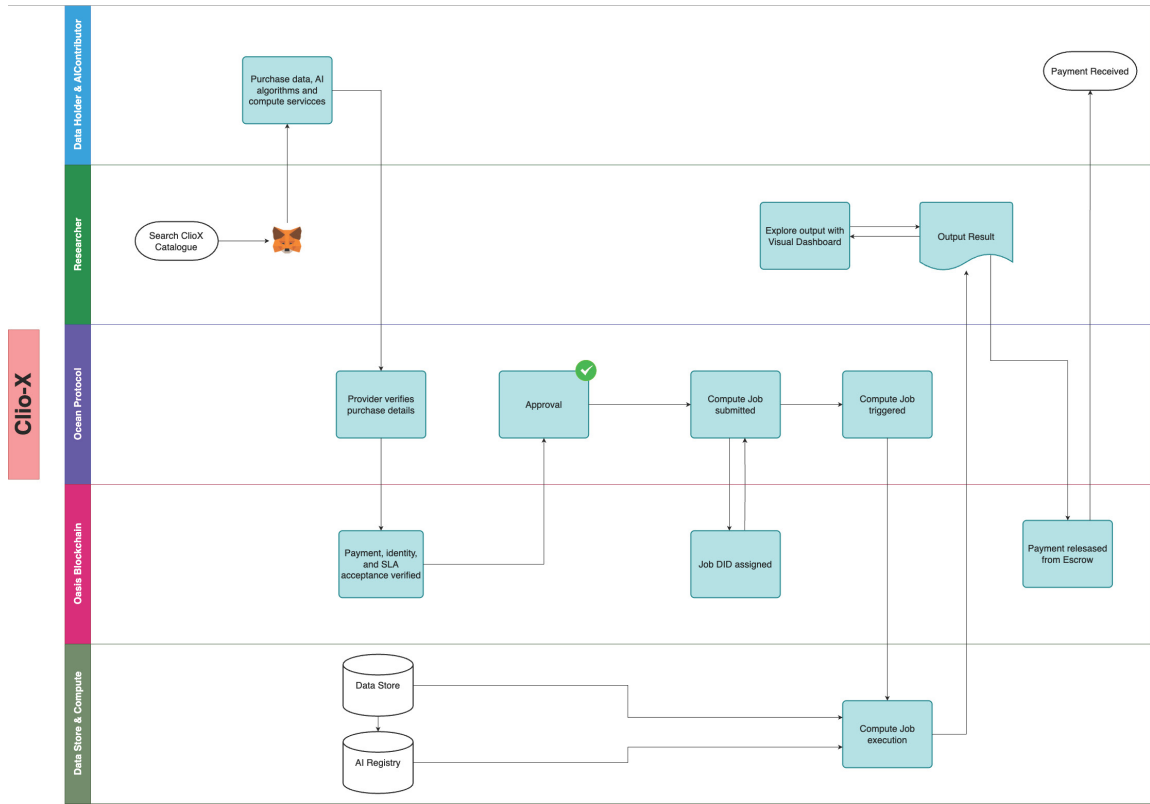 Clio-X
Data Holder & AIContributor
Purchase data, AI
algorithms and
compute servicces
Payment Received
Researcher
Search ClioX
Catalogue
Explore output with
Visual Dashboard
Output Result
Ocean Protocol
Provider verifies
purchase details
Approval
Compute Job
submitted
Compute Job
triggered
Oasis Blockchain
Payment, identity,
and SLA
acceptance verified
Job DID assigned
Payment relesased
from Escrow
Data Store & Compute
Data Store
AI Registry
Compute Job
execution